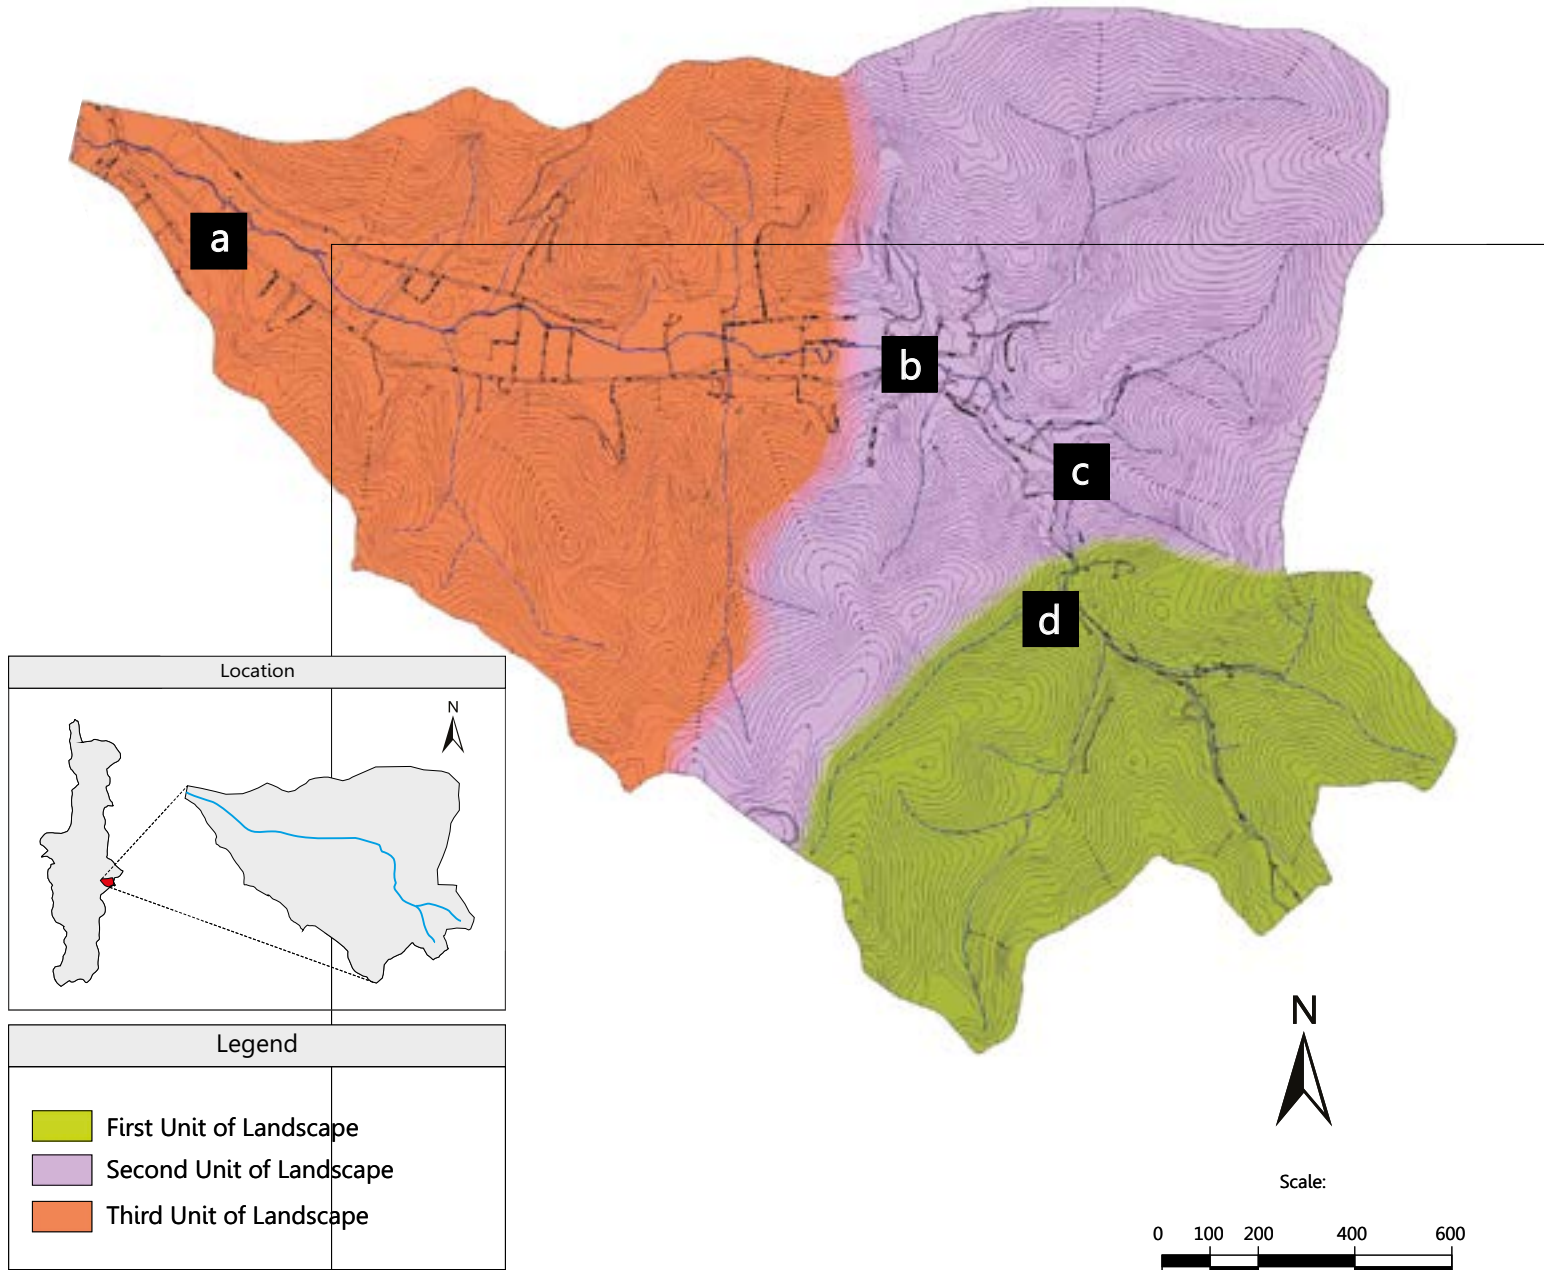 a
b
c
d
Location
N
Legend
First Unit of Landscape
Second Unit of Landscape
Third Unit of Landscape
N
Scale:
0 100 200 400 600